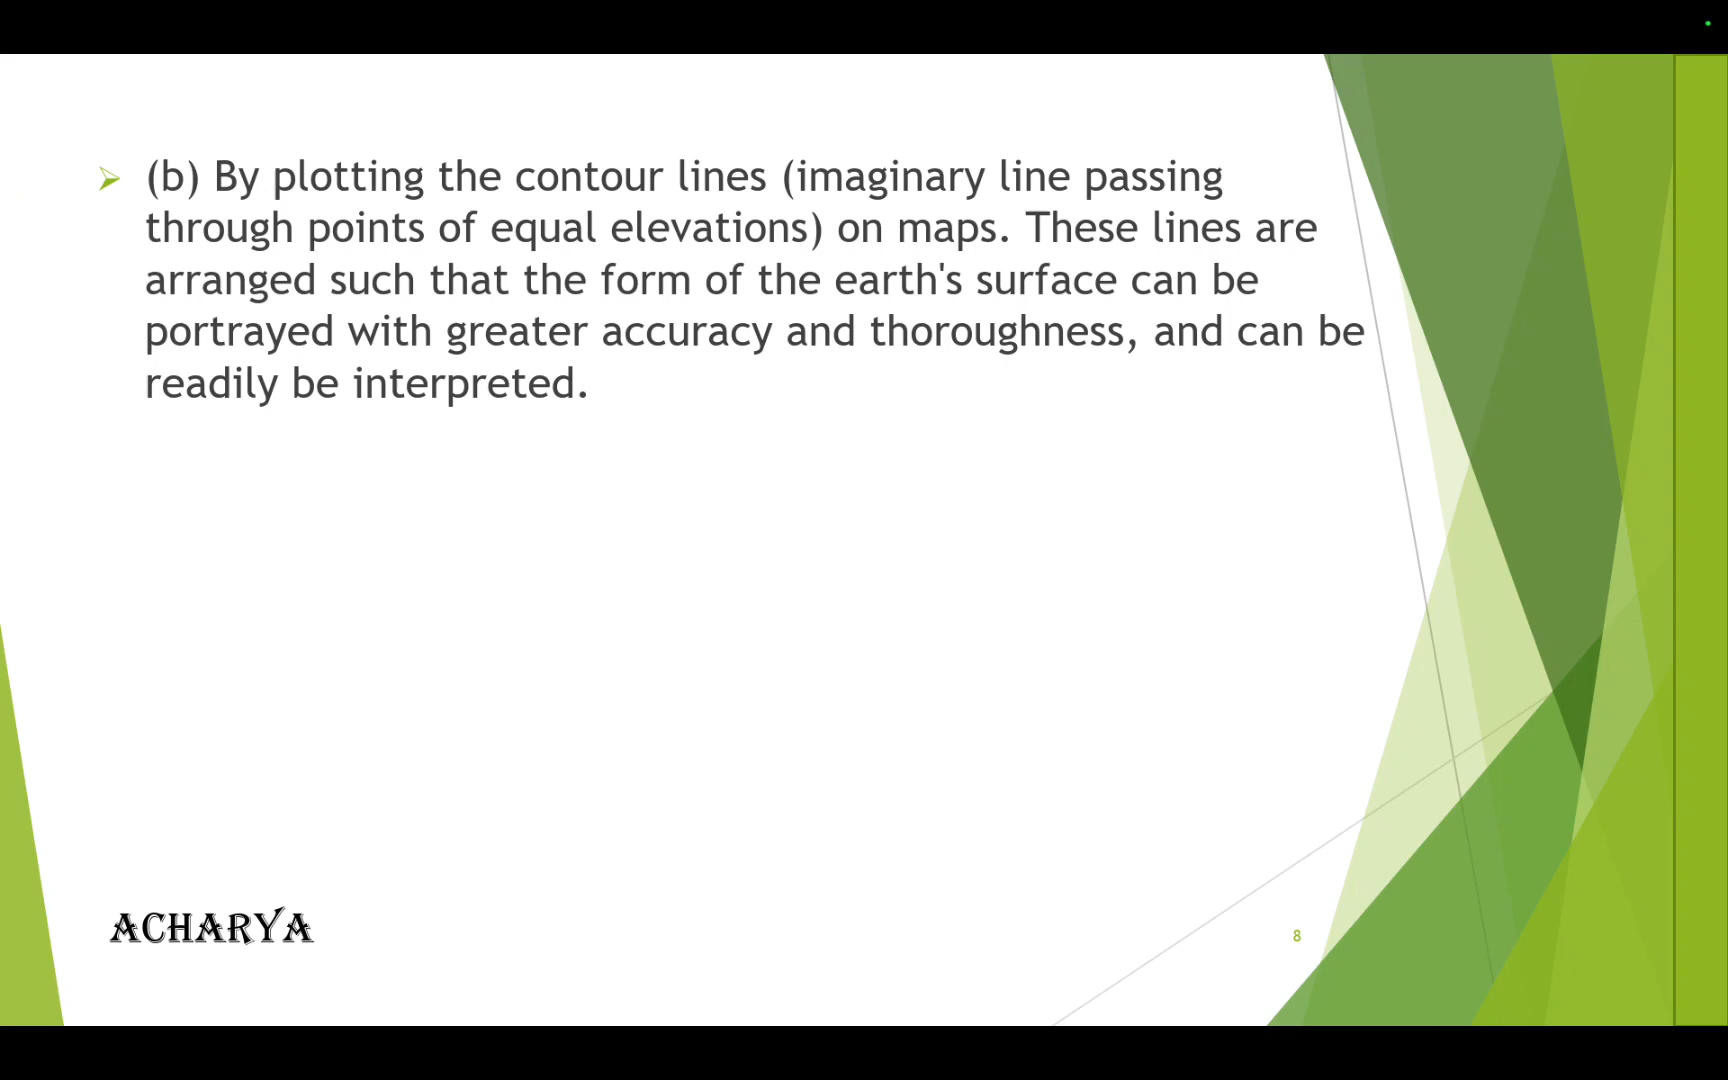 (b) By plotting the contour lines (imaginary line passing
through points of equal elevations) on maps. These lines are
arranged such that the form of the earth's surface can be
portrayed with greater accuracy and thoroughness, and can be
readily be interpreted.
ACHARYA
8